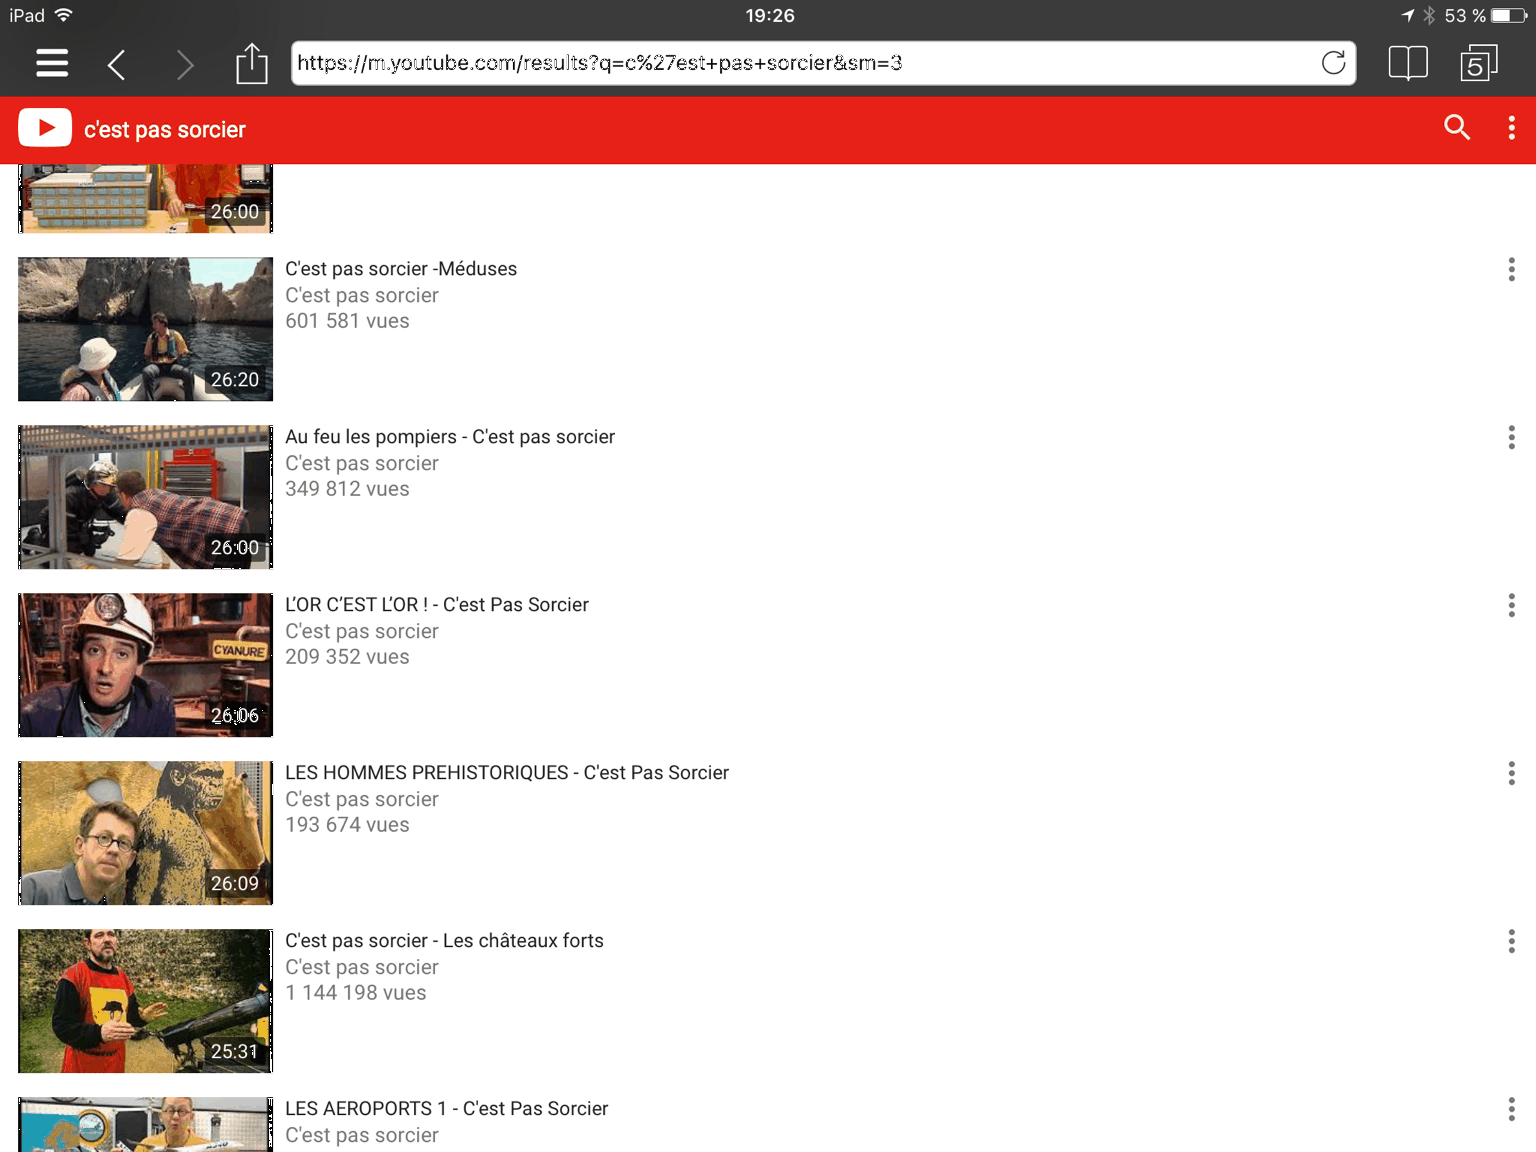 iPad
19:26
53 %
https://m.youtube.com/results?q=c%27est+pas+sorcier&sm=3
5
c'est pas sorcier
26:00
C'est pas sorcier -Méduses
C'est pas sorcier
601 581 vues
26:20
Au feu les pompiers - C'est pas sorcier
C'est pas sorcier
349 812 vues
26:00
L’OR C’EST L’OR ! - C'est Pas Sorcier
C'est pas sorcier
209 352 vues
CYANURE
26:06
LES HOMMES PREHISTORIQUES - C'est Pas Sorcier
C'est pas sorcier
193 674 vues
26:09
C'est pas sorcier - Les châteaux forts
C'est pas sorcier
1 144 198 vues
25:31
LES AEROPORTS 1 - C'est Pas Sorcier
C'est pas sorcier